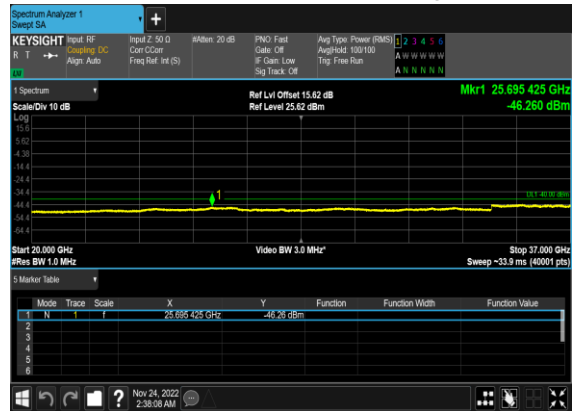 Spectrum Analyzer 1
Swept SA
+
KEYSIGHT Input: RF Input Z: 50 Ω #Atten: 20 dB PNO: Fast Avg Type: Power (RMS) 1 2 3 4 5 6
R T Coupling: DC Corr CCorr Gate: Off Avg|Hold: 100/100 A W W W W W
Align: Auto Freq Ref: Int (S) IF Gain: Low Trig: Free Run
Sig Track: Off A N N N N N
1 Spectrum Ref Lvl Offset 15.62 dB Mkr1 25.695 425 GHz
Scale/Div 10 dB Ref Level 25.62 dBm -46.260 dBm
Log
15.6
5.62
-4.38
-14.4
-24.4
-34.4
-44.4
-54.4
-64.4
1
DL1 -40.00 dBm
Start 20.000 GHz Video BW 3.0 MHz* Stop 37.000 GHz
#Res BW 1.0 MHz Sweep ~33.9 ms (40001 pts)
5 Marker Table
Mode Trace Scale X Y Function Function Width Function Value
1 N 1 f 25.695 425 GHz -46.26 dBm
2
3
4
5
6
? Nov 24, 2022
2:38:08 AM